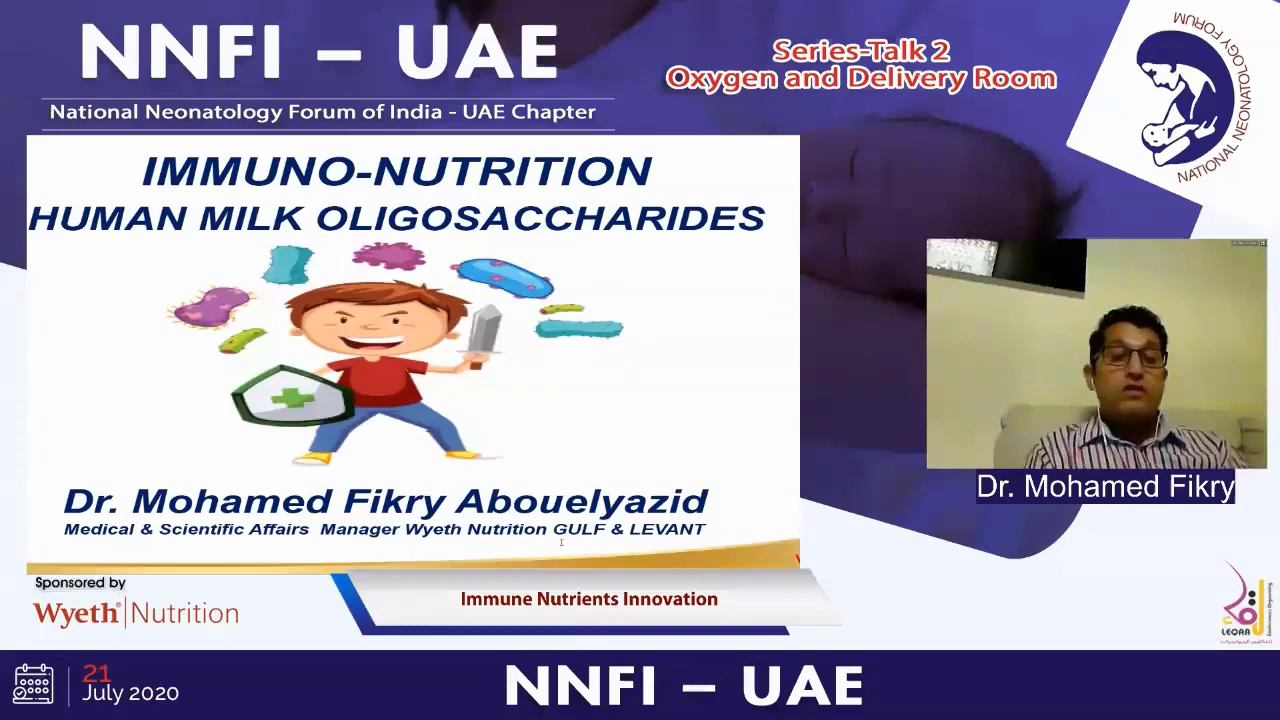 NNFI – UAE
National Neonatology Forum of India - UAE Chapter
Series-Talk 2
Oxygen and Delivery Room
NATIONAL NEONATOLOGY FORUM
IMMUNO-NUTRITION
HUMAN MILK OLIGOSACCHARIDES
Dr. Mohamed Fikry Abouelyazid
Medical & Scientific Affairs Manager Wyeth Nutrition GULF & LEVANT
Dr. Mohamed Fikry
Sponsored by
Wyeth® Nutrition
Immune Nutrients Innovation
LEQAA
21
July 2020
NNFI – UAE